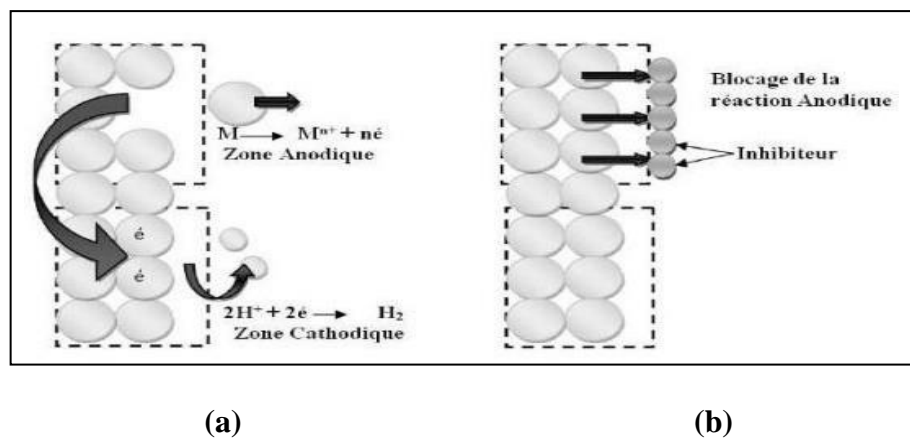 M → Mⁿ⁺ + né
Zone Anodique
é
é
2H⁺ + 2é → H₂
Zone Cathodique
Blocage de la
réaction Anodique
Inhibiteur
(a) (b)